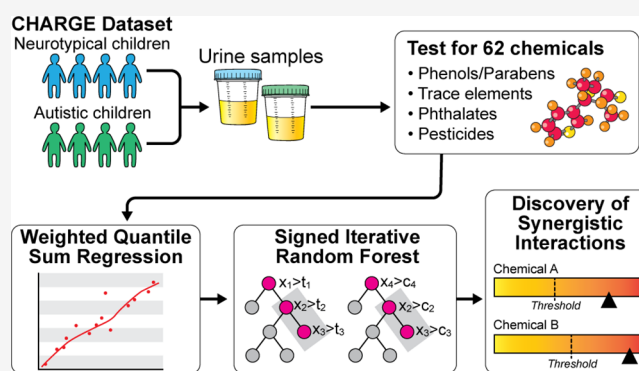 CHARGE Dataset
Neurotypical children
Autistic children
Urine samples
Test for 62 chemicals
• Phenols/Parabens
• Trace elements
• Phthalates
• Pesticides
Weighted Quantile
Sum Regression
Signed Iterative
Random Forest
x₁>t₁
x₂>t₂
x₃>t₃
x₄>c₄
x₂>c₂
x₃>c₃
Discovery of
Synergistic
Interactions
Chemical A
Threshold
Chemical B
Threshold